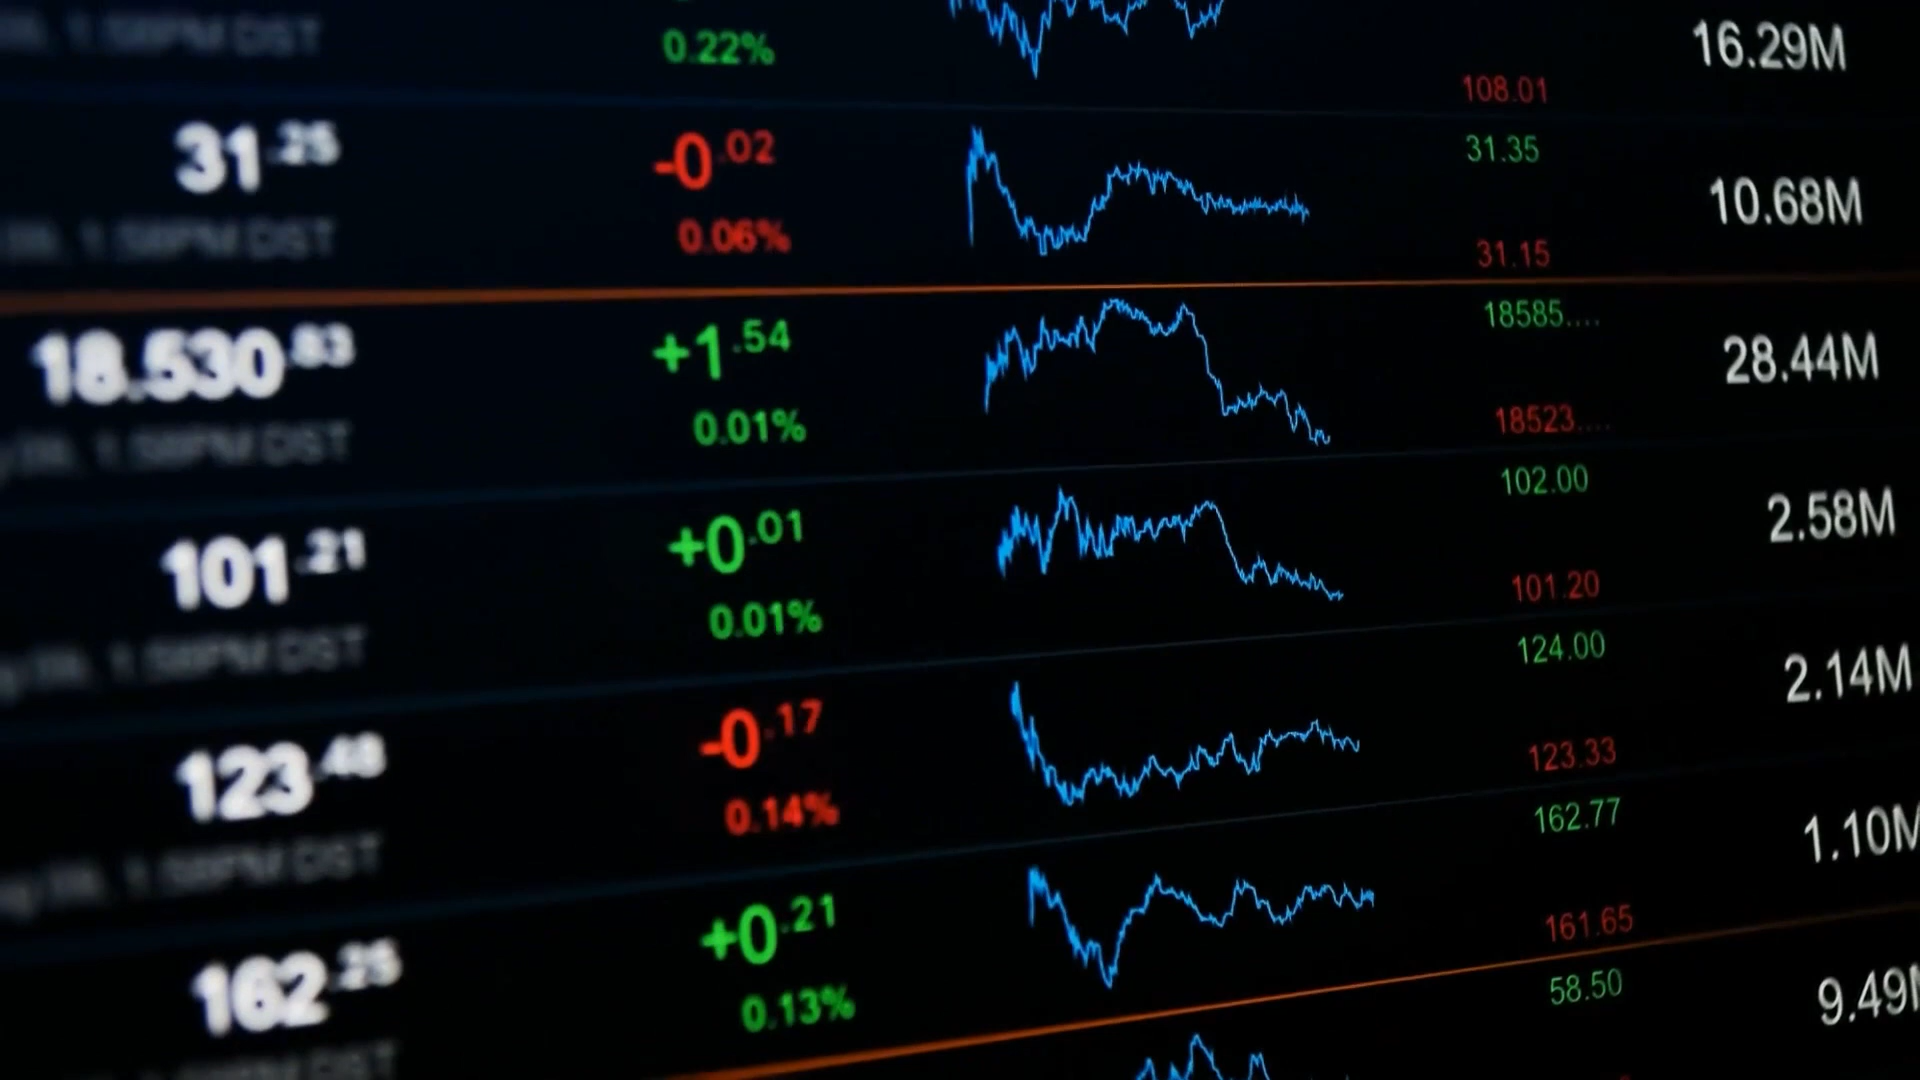 0.22%
16.29M
108.01
31.25 -0.02 31.35 10.68M
0.06% 31.15
18.530.83 +1.54 18585.... 28.44M
0.01% 18523....
101.21 +0.01 102.00 2.58M
0.01% 101.20
123.48 -0.17 124.00 2.14M
0.14% 123.33
162.25 +0.21 162.77 1.10M
0.13% 161.65
58.50 9.49M